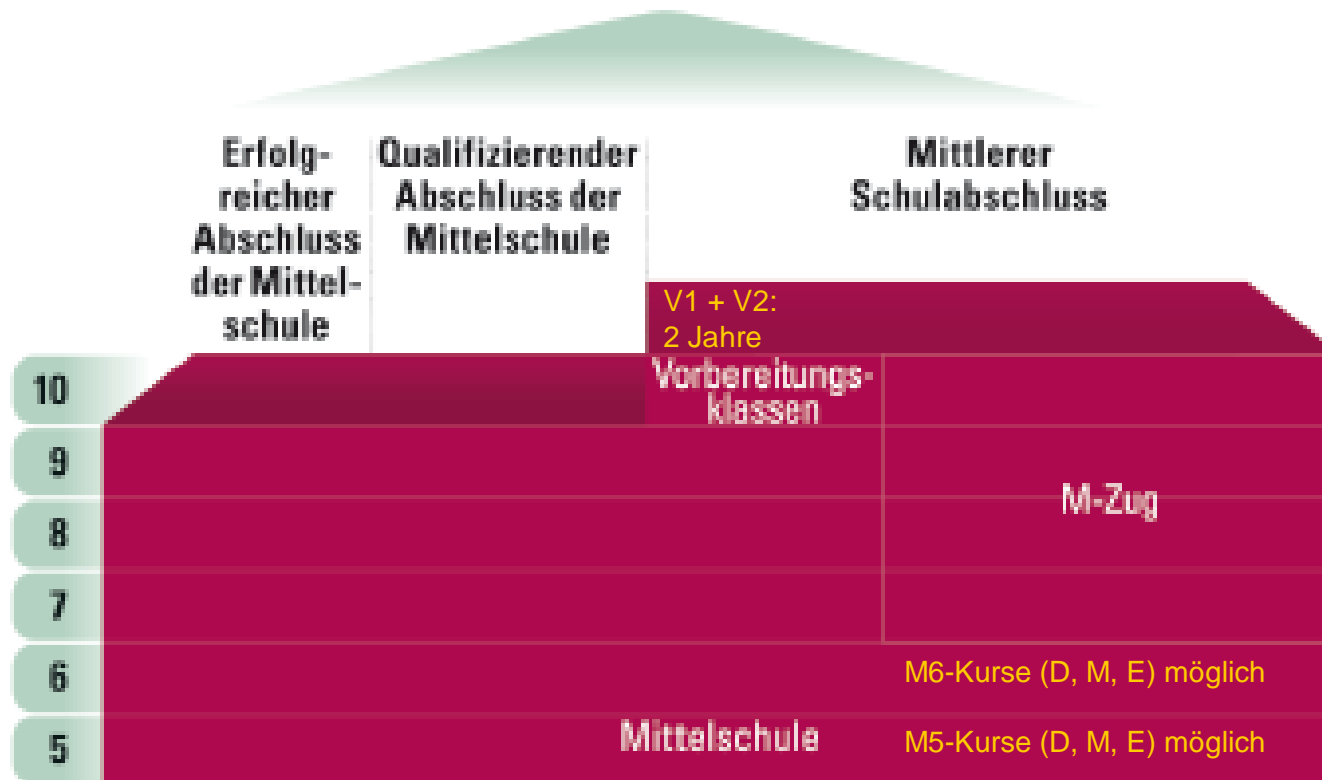 Erfolg-
reicher
Abschluss
der Mittel-
schule
Qualifizierender
Abschluss der
Mittelschule
Mittlerer
Schulabschluss
V1 + V2:
2 Jahre
10
Vorbereitungs-
klassen
9
M-Zug
8
7
6
M6-Kurse (D, M, E) möglich
5
Mittelschule
M5-Kurse (D, M, E) möglich